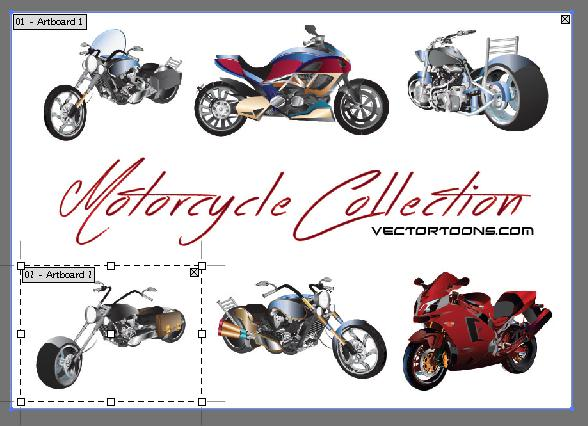 01 - Artboard 1
Motorcycle Collection
VECTORTOONS.COM
02 - Artboard 2